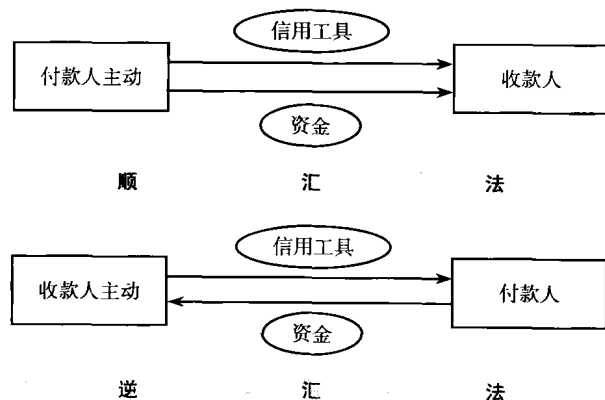 信用工具
付款人主动
收款人
资金
顺 汇 法
信用工具
收款人主动
付款人
资金
逆 汇 法